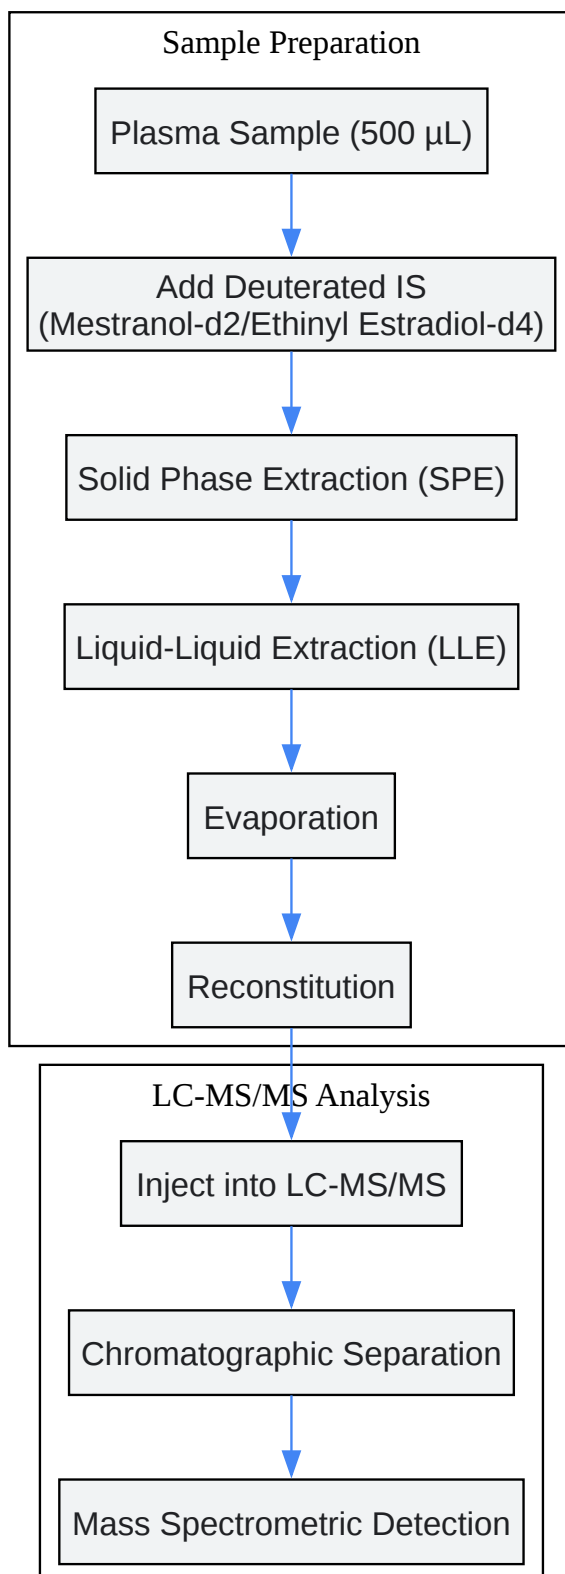 Sample Preparation
Plasma Sample (500 µL)
Add Deuterated IS
(Mestranol-d2/Ethinyl Estradiol-d4)
Solid Phase Extraction (SPE)
Liquid-Liquid Extraction (LLE)
Evaporation
Reconstitution
LC-MS/MS Analysis
Inject into LC-MS/MS
Chromatographic Separation
Mass Spectrometric Detection